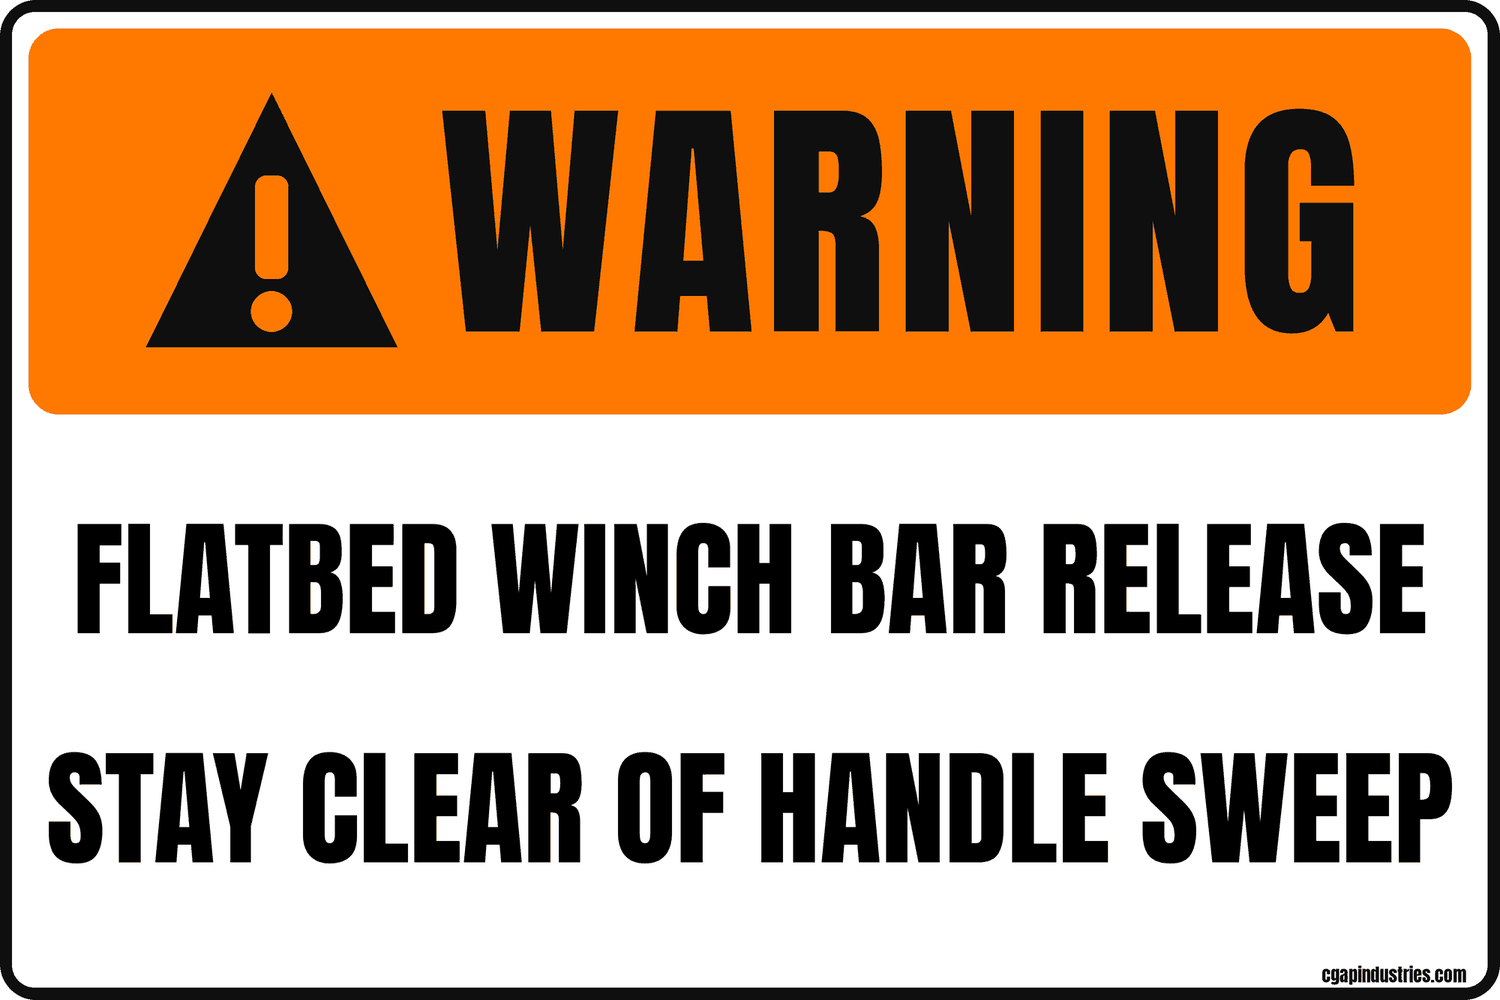 WARNING
FLATBED WINCH BAR RELEASE
STAY CLEAR OF HANDLE SWEEP
cgapindustries.com